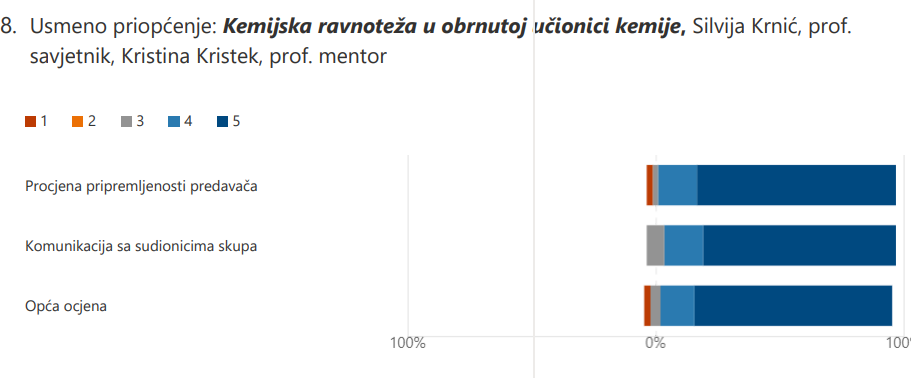 8. Usmeno priopćenje: Kemijska ravnoteža u obrnutoj učionici kemije, Silvija Krnić, prof.
savjetnik, Kristina Kristek, prof. mentor
1 2 3 4 5
Procjena pripremljenosti predavača
Komunikacija sa sudionicima skupa
Opća ocjena
100% 0% 100%